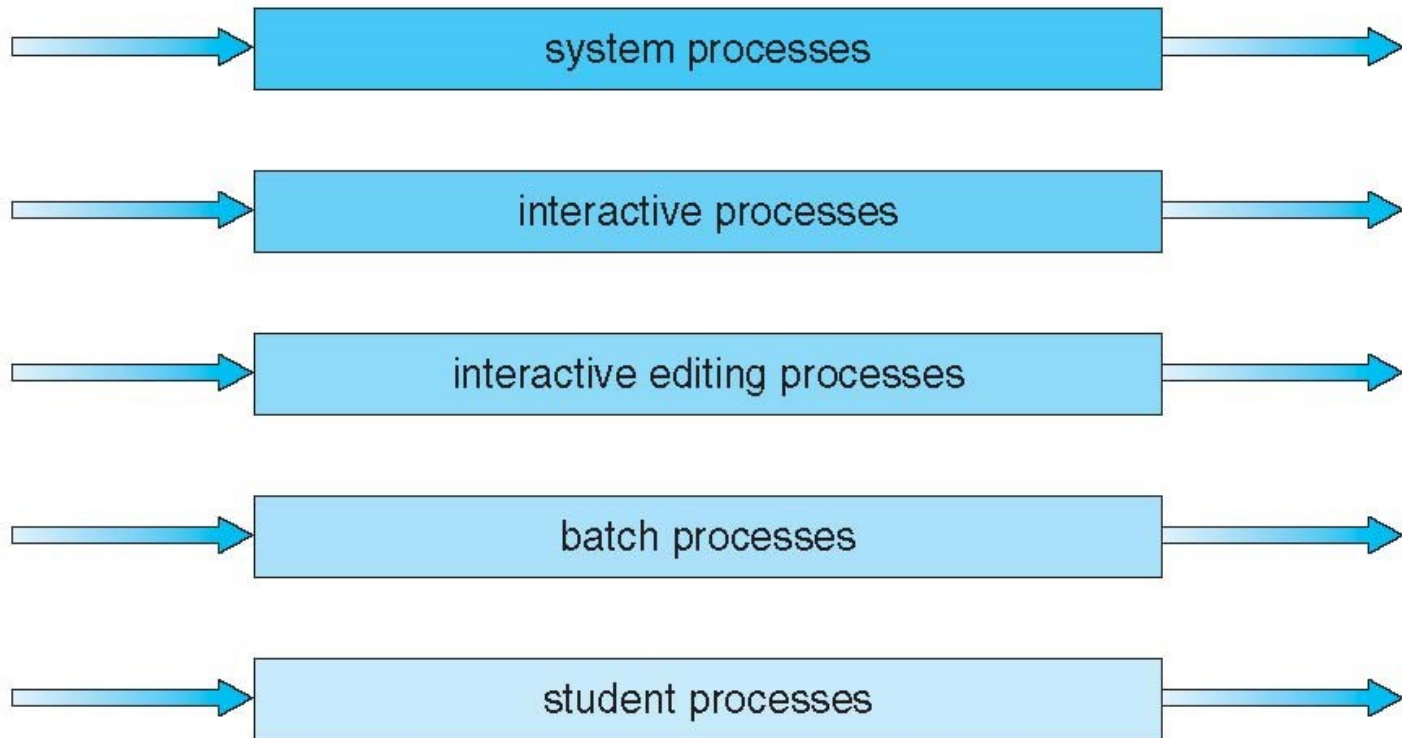 system processes
interactive processes
interactive editing processes
batch processes
student processes